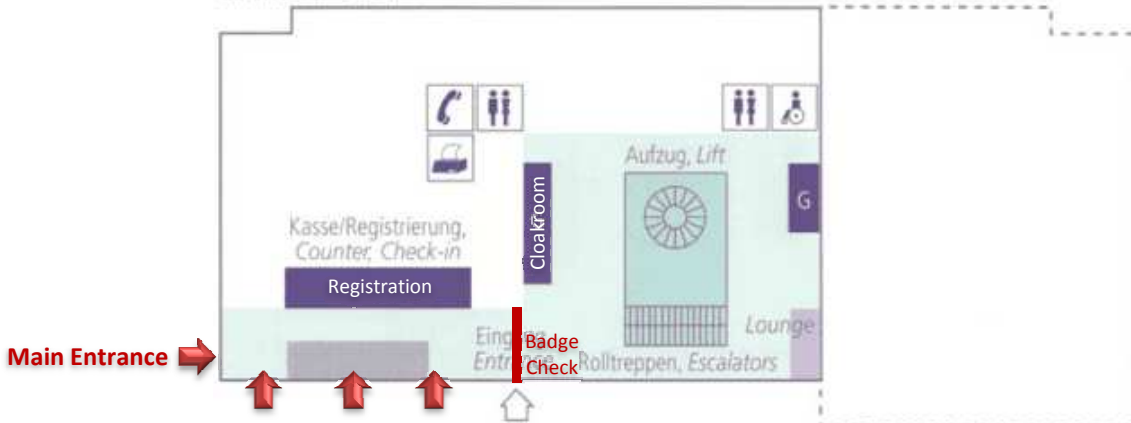 Aufzug, Lift
Cloakroom
G
Kasse/Registrierung,
Counter, Check-in
Registration
Lounge
Main Entrance
Eingang
Entrance
Badge
Check
Rolltreppen, Escalators